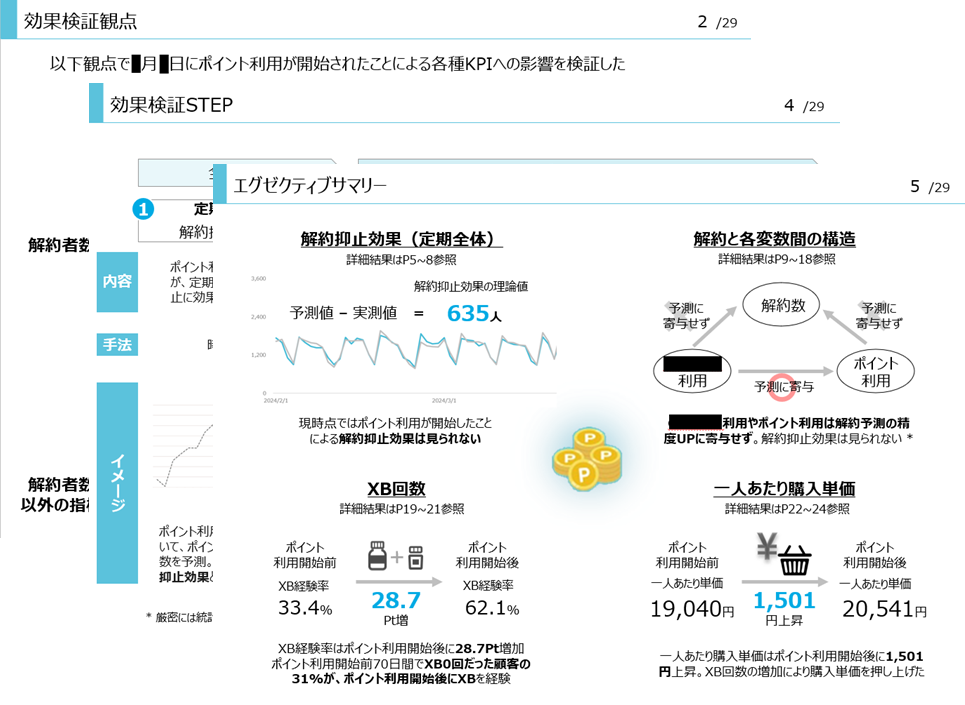 効果検証観点
2 /29
以下観点で月日にポイント利用が開始されたことによる各種KPIへの影響を検証した
効果検証STEP
4 /29
エグゼクティブサマリー
5 /29
1
定期
解約抑
解約者数
内容
ポイント利
が、定期
止に効果
手法
イメージ
解約者数
以外の指標
ポイント利用
いて、ポイン
数を予測。
抑止効果
* 厳密には統計
解約抑止効果（定期全体）
詳細結果はP5~8参照
3,600
2,400
1,200
0
2024/2/1
2024/3/1
解約抑止効果の理論値
予測値 − 実測値 = 635人
現時点ではポイント利用が開始したこと
による解約抑止効果は見られない
解約と各変数間の構造
詳細結果はP9~18参照
予測に
寄与せず
解約数
予測に
寄与せず
利用
ポイント
利用
予測に寄与
利用やポイント利用は解約予測の精
度UPに寄与せず。解約抑止効果は見られない *
P
P
P
P
XB回数
詳細結果はP19~21参照
ポイント
利用開始前
XB経験率
33.4%
+
28.7
Pt増
ポイント
利用開始後
XB経験率
62.1%
XB経験率はポイント利用開始後に28.7Pt増加
ポイント利用開始前70日間でXB0回だった顧客の
31%が、ポイント利用開始後にXBを経験
一人あたり購入単価
詳細結果はP22~24参照
ポイント
利用開始前
一人あたり単価
19,040円
¥
1,501
円上昇
ポイント
利用開始後
一人あたり単価
20,541円
一人あたり購入単価はポイント利用開始後に1,501
円上昇。XB回数の増加により購入単価を押し上げた